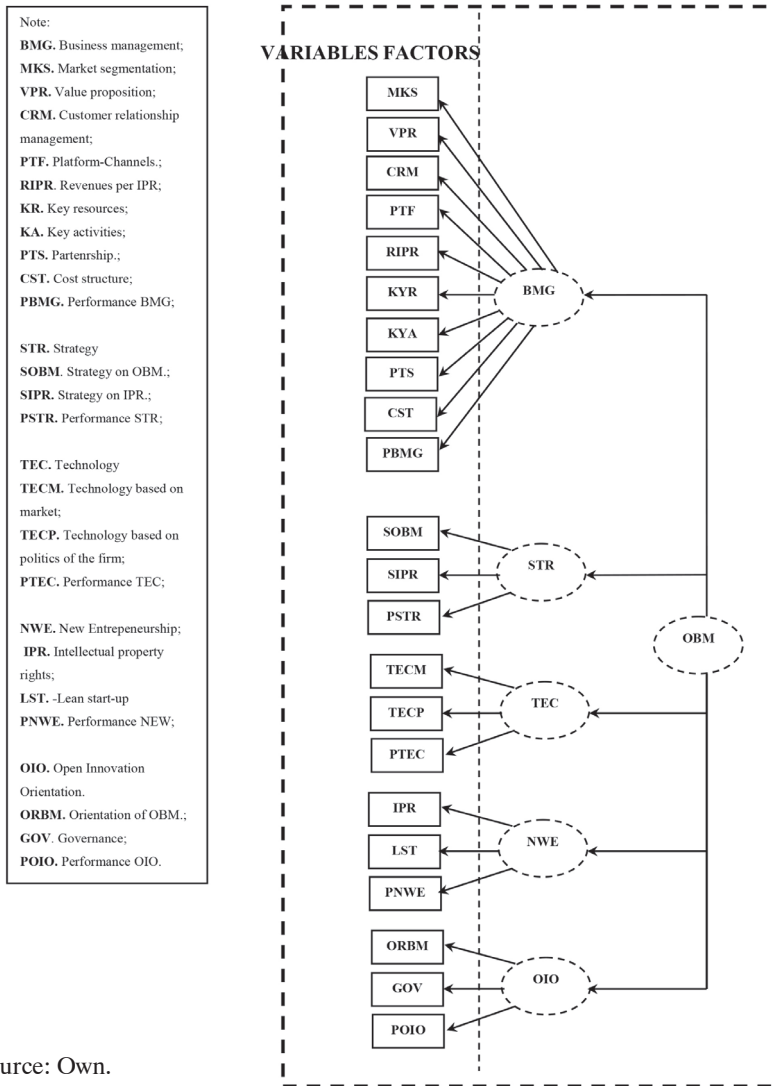 Note:
BMG. Business management;
MKS. Market segmentation;
VPR. Value proposition;
CRM. Customer relationship
management;
PTF. Platform-Channels.;
RIPR. Revenues per IPR;
KR. Key resources;
KA. Key activities;
PTS. Partenrship.;
CST. Cost structure;
PBMG. Performance BMG;
STR. Strategy
SOBM. Strategy on OBM.;
SIPR. Strategy on IPR.;
PSTR. Performance STR;
TEC. Technology
TECM. Technology based on
market;
TECP. Technology based on
politics of the firm;
PTEC. Performance TEC;
NWE. New Entrepeneurship;
IPR. Intellectual property
rights;
LST. -Lean start-up
PNWE. Performance NEW;
OIO. Open Innovation
Orientation.
ORBM. Orientation of OBM.;
GOV. Governance;
POIO. Performance OIO.
VARIABLES FACTORS
MKS
VPR
CRM
PTF
RIPR
KYR
KYA
PTS
CST
PBMG
BMG
SOBM
SIPR
PSTR
STR
OBM
TECM
TECP
PTEC
TEC
IPR
LST
PNWE
NWE
ORBM
GOV
POIO
OIO
urce: Own.